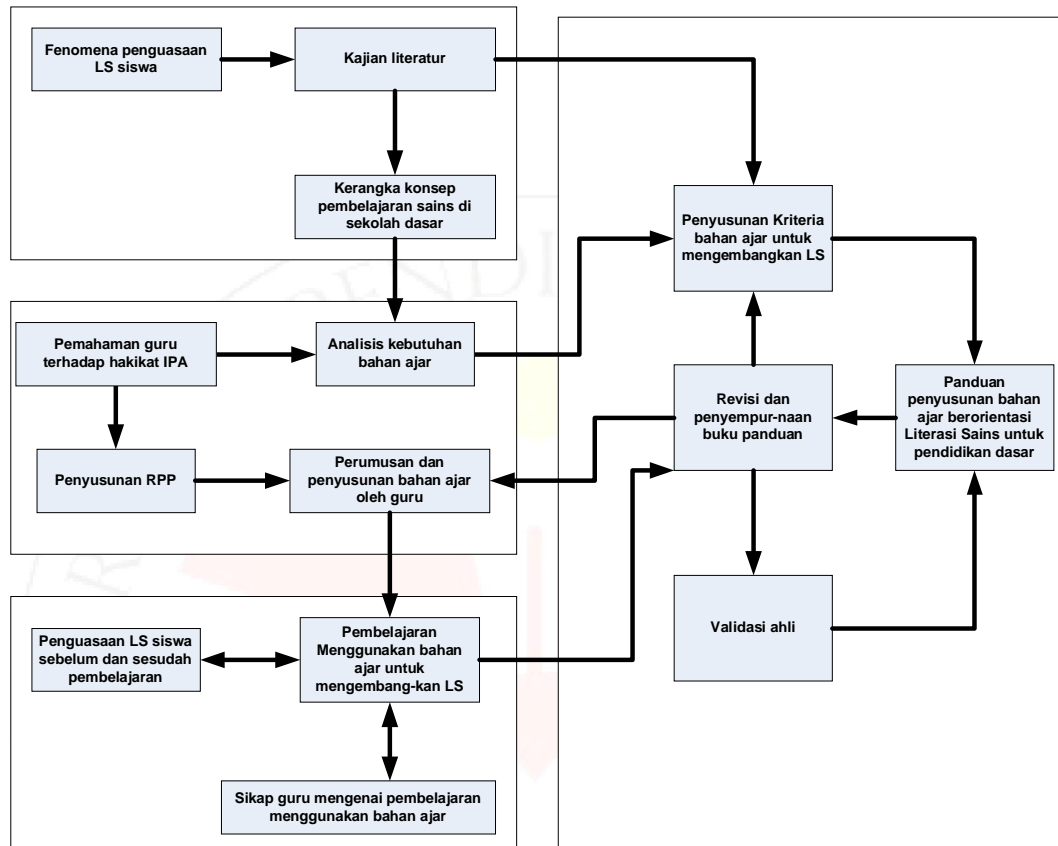 Fenomena penguasaan
LS siswa
Kajian literatur
Kerangka konsep
pembelajaran sains di
sekolah dasar
Pemahaman guru
terhadap hakikat IPA
Analisis kebutuhan
bahan ajar
Penyusunan RPP
Perumusan dan
penyusunan bahan ajar
oleh guru
Penguasaan LS siswa
sebelum dan sesudah
pembelajaran
Pembelajaran
Menggunakan bahan
ajar untuk
mengembang-kan LS
Sikap guru mengenai pembelajaran
menggunakan bahan ajar
Penyusunan Kriteria
bahan ajar untuk
mengembangkan LS
Revisi dan
penyempur-naan
buku panduan
Panduan
penyusunan bahan
ajar berorientasi
Literasi Sains untuk
pendidikan dasar
Validasi ahli